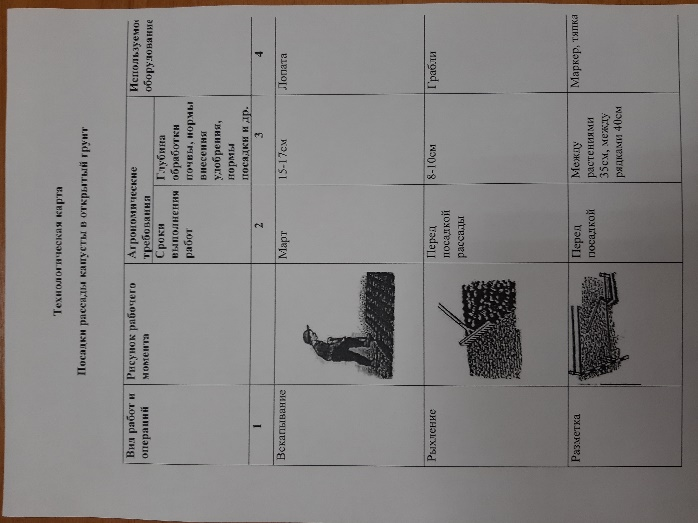 Технологическая карта
Посадки рассады капусты в открытый грунт
Вид работ и
операций
Рисунок рабочего
момента
Агрономические
требования
Используемое
оборудование
Сроки
выполнения
работ
Глубина
обработки
почвы, нормы
внесения
удобрения,
нормы
посадки и др.
1
2
3
4
Вскапывание
Март
15-17см
Лопата
Рыхление
Перед
посадкой
рассады
8-10см
Грабли
Разметка
Перед
посадкой
Между
растениями
35см, между
рядками 40см
Маркер, тяпка